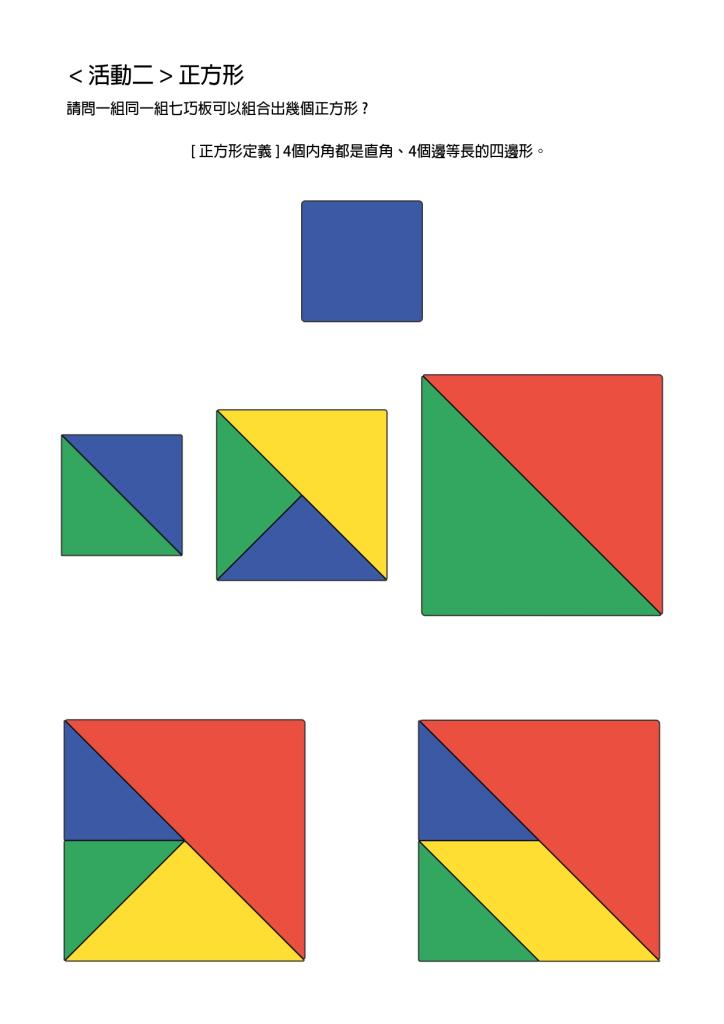 ＜活動二＞正方形
請問一組同一組七巧板可以組合出幾個正方形？
[ 正方形定義 ] 4個內角都是直角、4個邊等長的四邊形。